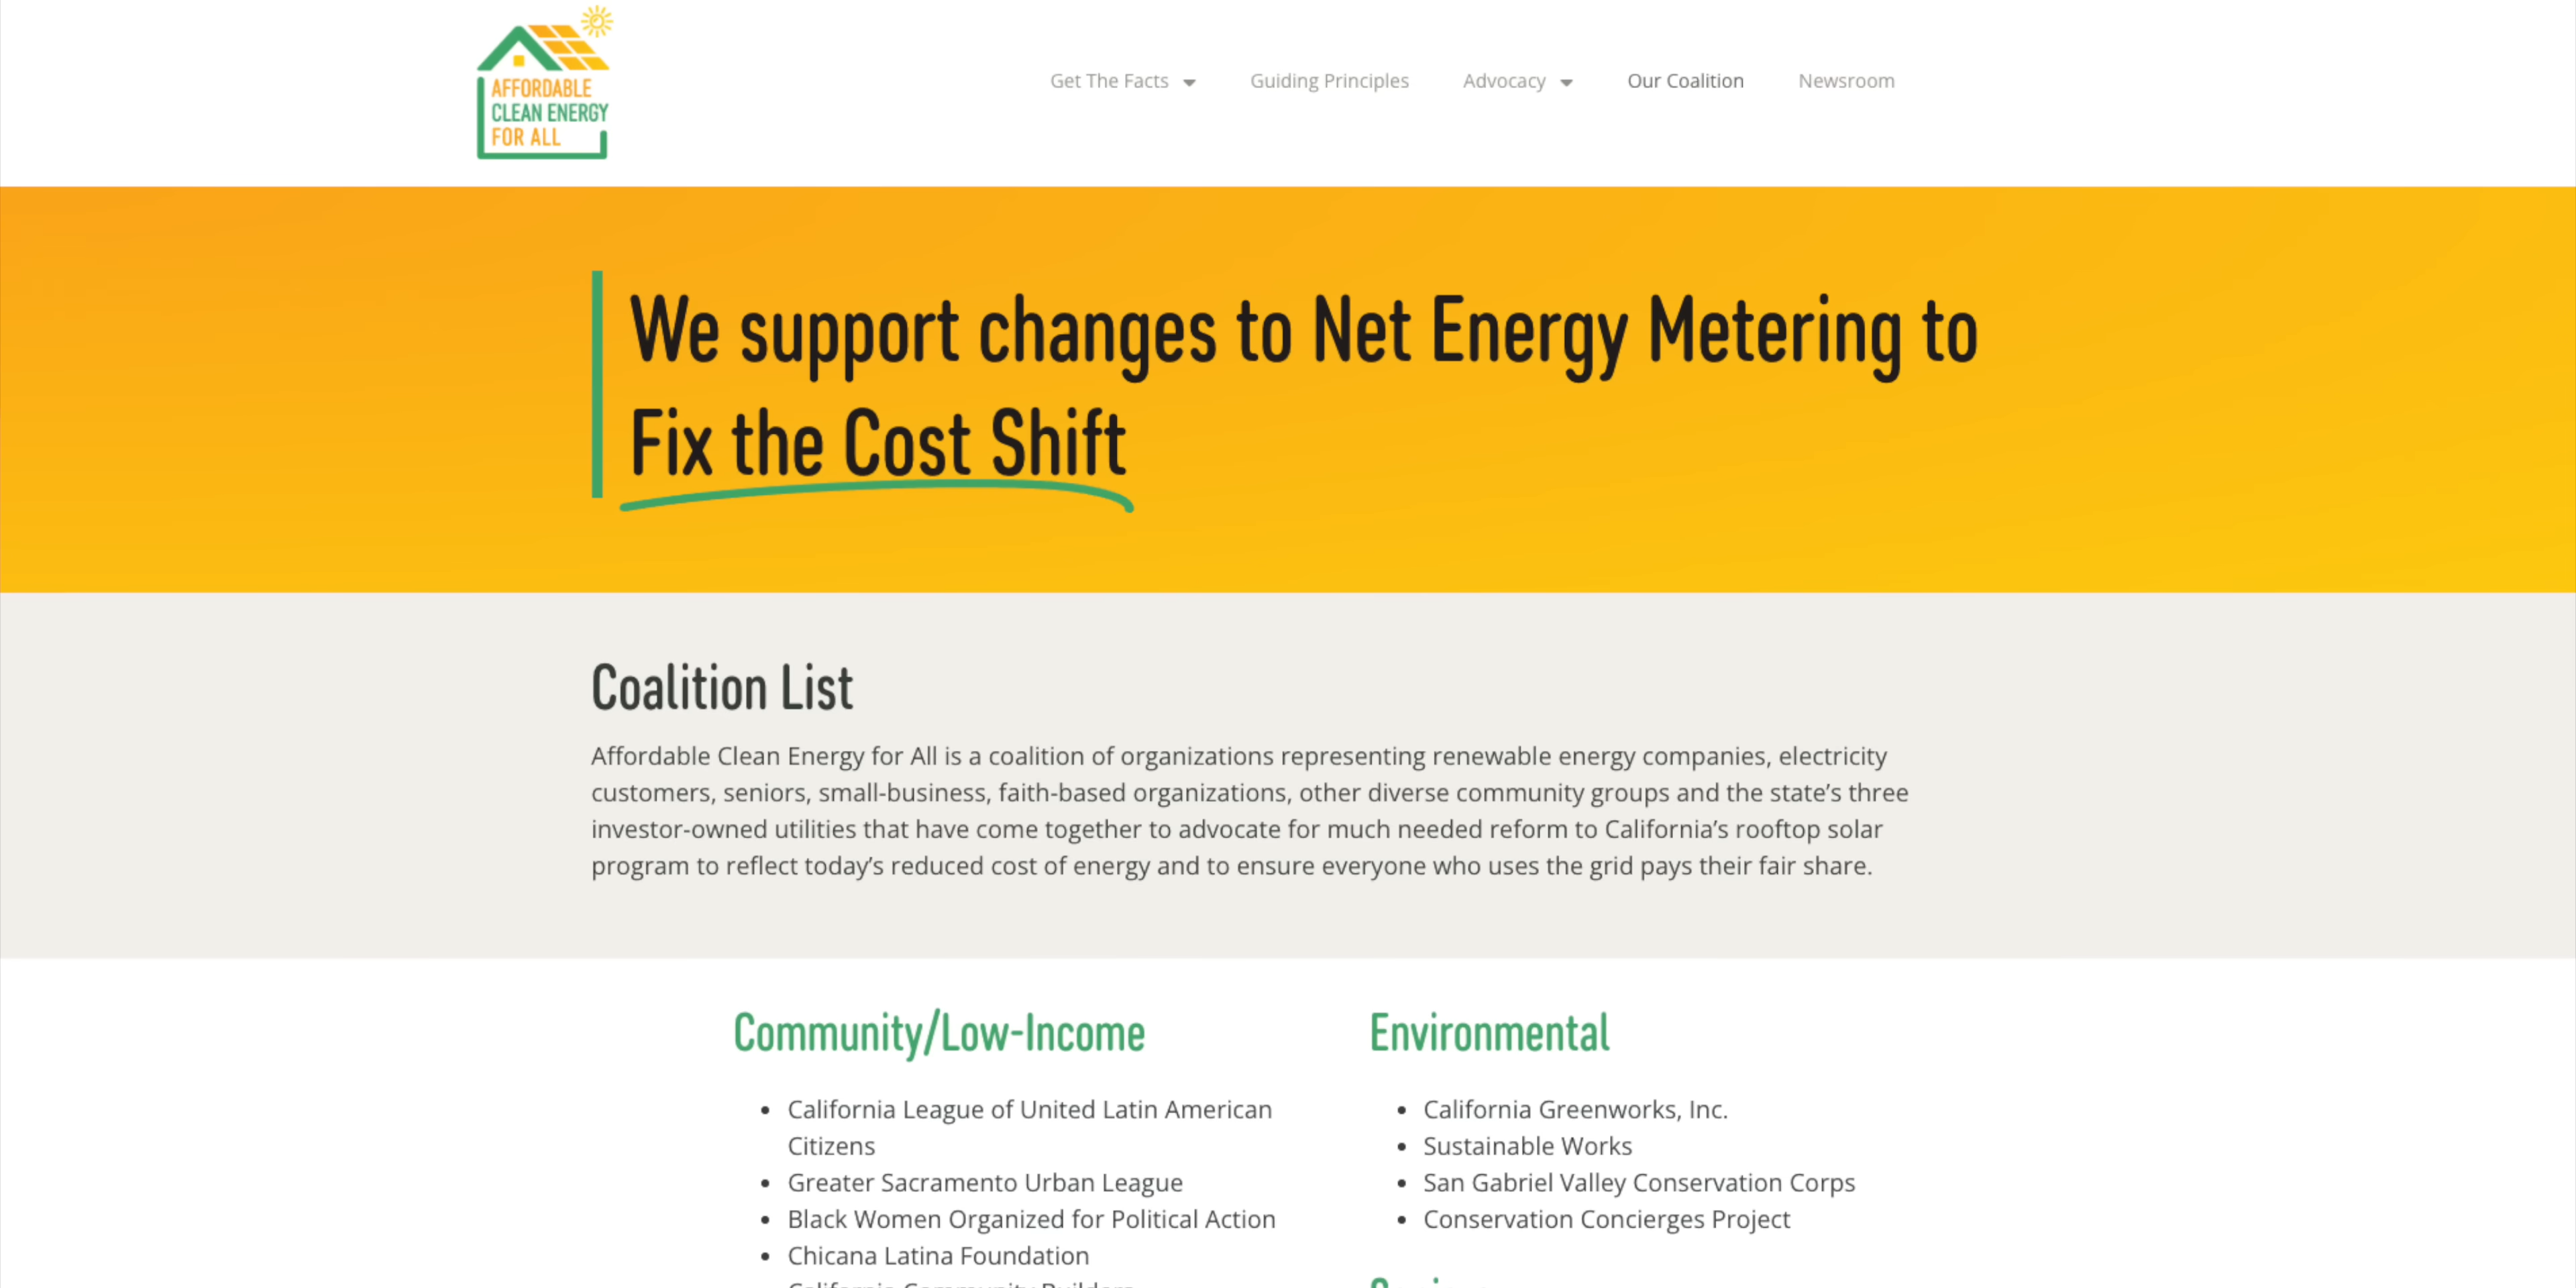 AFFORDABLE
CLEAN ENERGY
FOR ALL
Get The Facts
Guiding Principles
Advocacy
Our Coalition
Newsroom
We support changes to Net Energy Metering to
Fix the Cost Shift
Coalition List
Affordable Clean Energy for All is a coalition of organizations representing renewable energy companies, electricity
customers, seniors, small-business, faith-based organizations, other diverse community groups and the state’s three
investor-owned utilities that have come together to advocate for much needed reform to California’s rooftop solar
program to reflect today’s reduced cost of energy and to ensure everyone who uses the grid pays their fair share.
Community/Low-Income
• California League of United Latin American
Citizens
• Greater Sacramento Urban League
• Black Women Organized for Political Action
• Chicana Latina Foundation
Environmental
• California Greenworks, Inc.
• Sustainable Works
• San Gabriel Valley Conservation Corps
• Conservation Concierges Project